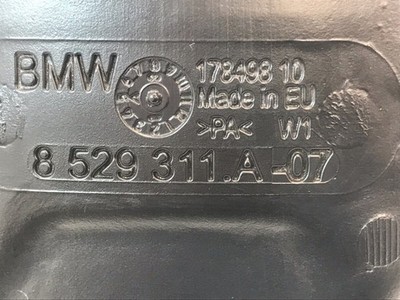 BMW 178498 10
Made in EU
>PA< W1
8 529 311.A-07